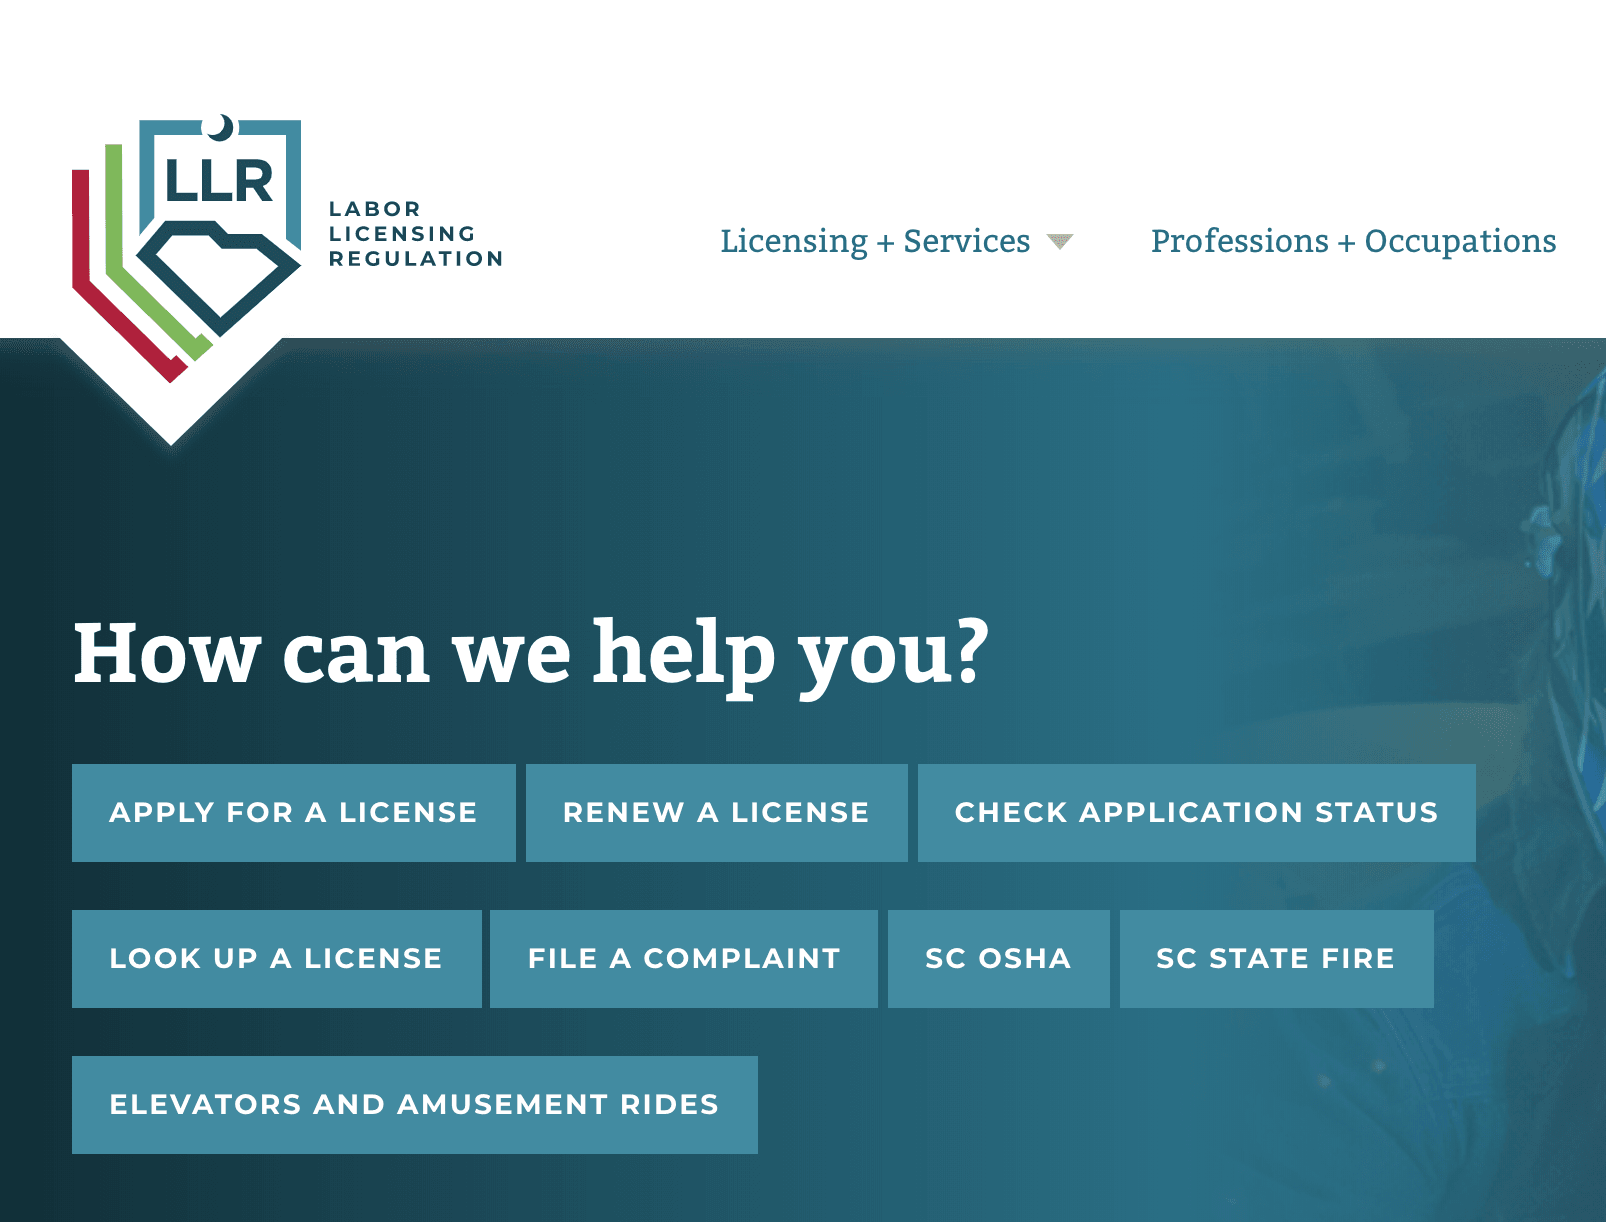 LLR
LABOR
LICENSING
REGULATION
Licensing + Services
Professions + Occupations
How can we help you?
APPLY FOR A LICENSE
RENEW A LICENSE
CHECK APPLICATION STATUS
LOOK UP A LICENSE
FILE A COMPLAINT
SC OSHA
SC STATE FIRE
ELEVATORS AND AMUSEMENT RIDES